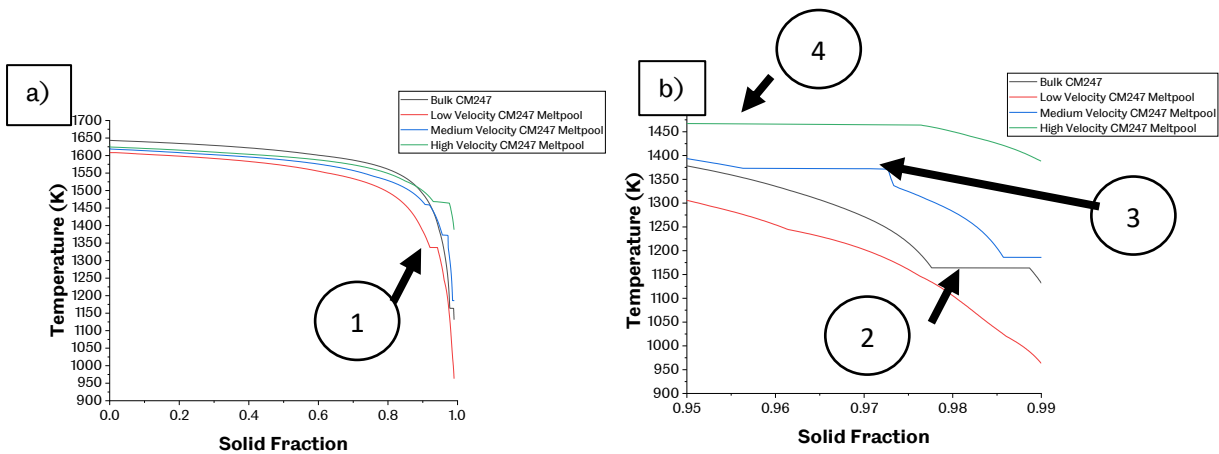 a)
Bulk CM247
Low Velocity CM247 Meltpool
Medium Velocity CM247 Meltpool
High Velocity CM247 Meltpool
1700
1650
1600
1550
1500
1450
1400
1350
1300
1250
1200
1150
1100
1050
1000
950
900
Temperature (K)
0.0 0.2 0.4 0.6 0.8 1.0
Solid Fraction
1
4
b)
Bulk CM247
Low Velocity CM247 Meltpool
Medium Velocity CM247 Meltpool
High Velocity CM247 Meltpool
1450
1400
1350
1300
1250
1200
1150
1100
1050
1000
950
900
Temperature (K)
0.95 0.96 0.97 0.98 0.99
Solid Fraction
3
2